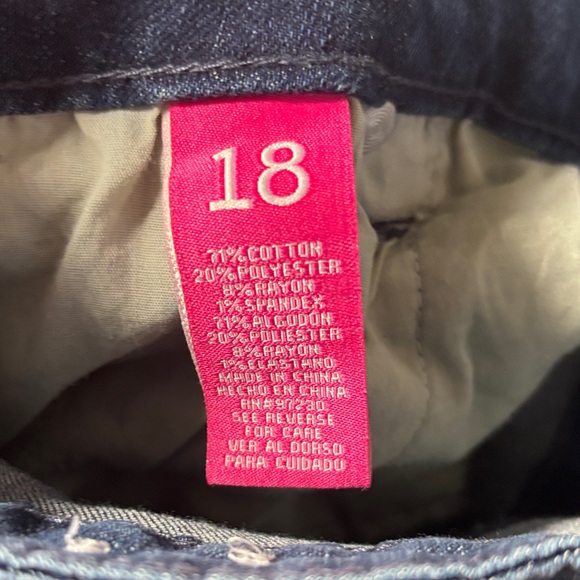 18
71%COTTON
20%POLYESTER
8%RAYON
1%SPANDEX
71%ALGODÓN
20%POLIESTER
8%RAYON
1%ELASTANO
MADE IN CHINA
HECHO EN CHINA
RN#97230
SEE REVERSE
FOR CARE
VER AL DORSO
PARA CUIDADO